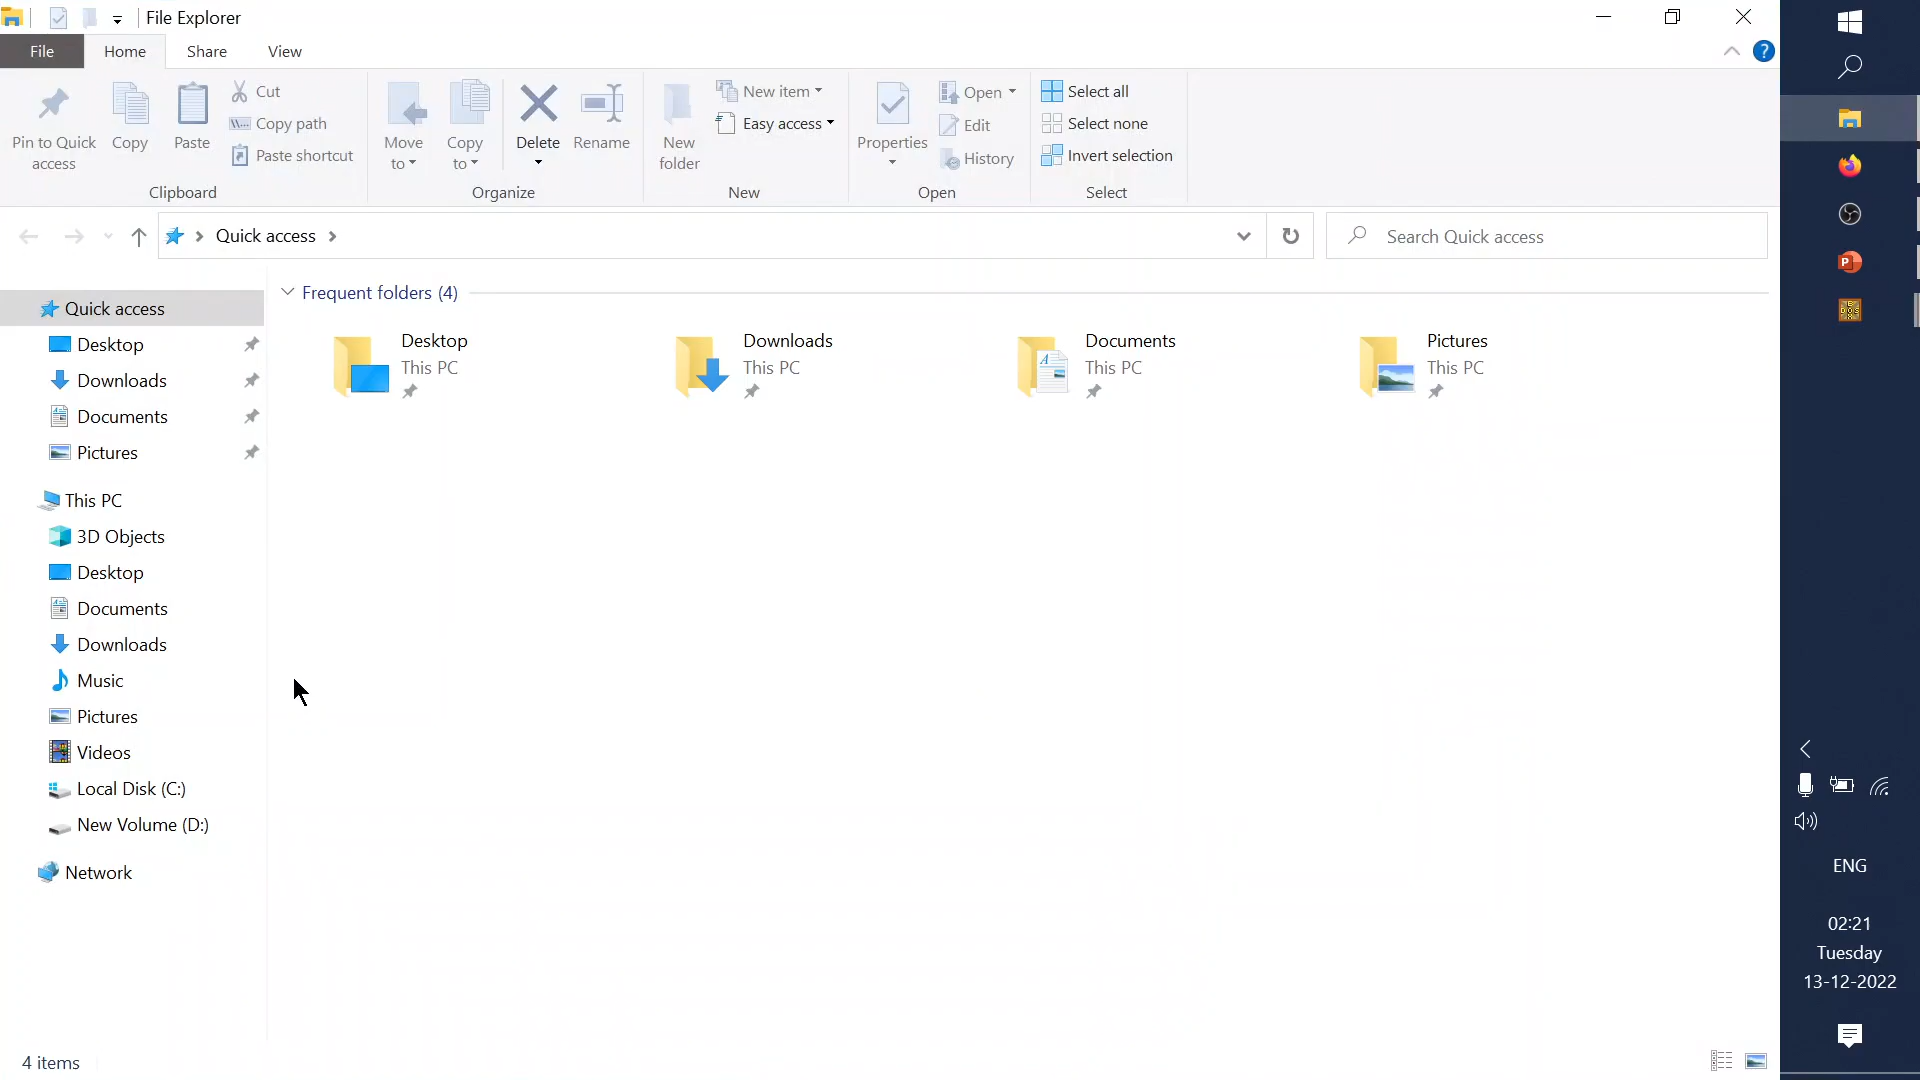 File Explorer
File Home Share View
Pin to Quick access
Copy
Paste
Cut
Copy path
Paste shortcut
Clipboard
Move to
Copy to
Delete
Rename
Organize
New folder
New item
Easy access
New
Properties
Open
Edit
History
Open
Select all
Select none
Invert selection
Select
Quick access
Search Quick access
Quick access
Desktop
Downloads
Documents
Pictures
This PC
3D Objects
Desktop
Documents
Downloads
Music
Pictures
Videos
Local Disk (C:)
New Volume (D:)
Network
Frequent folders (4)
Desktop
This PC
Downloads
This PC
Documents
This PC
Pictures
This PC
4 items
ENG
02:21
Tuesday
13-12-2022